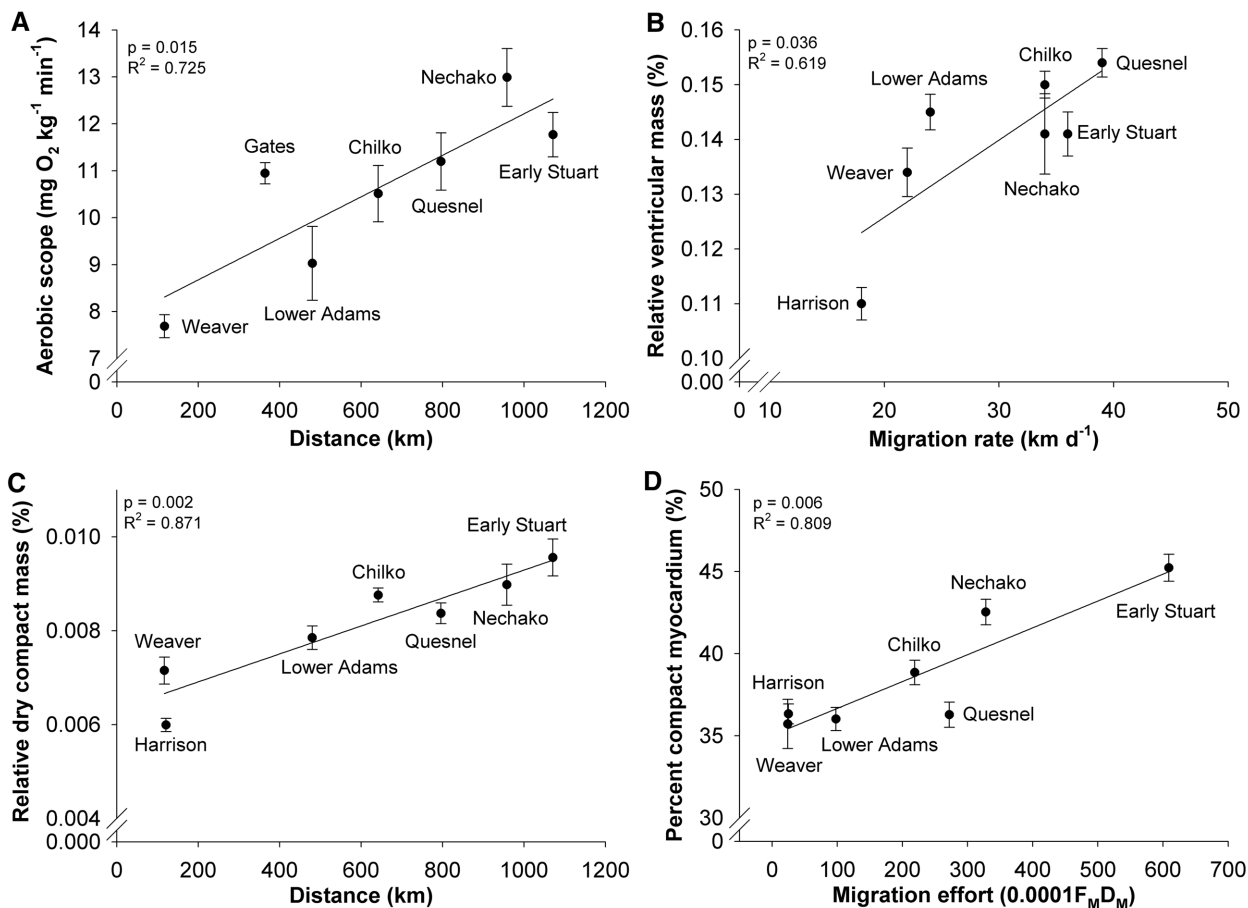 A
p = 0.015
R² = 0.725
Aerobic scope (mg O₂ kg⁻¹ min⁻¹)
14
13
12
11
10
9
8
7
0
Nechako
Gates
Chilko
Early Stuart
Quesnel
Lower Adams
Weaver
0 200 400 600 800 1000 1200
Distance (km)
B
p = 0.036
R² = 0.619
Relative ventricular mass (%)
0.16
0.15
0.14
0.13
0.12
0.11
0.10
0.00
Chilko
Quesnel
Lower Adams
Early Stuart
Weaver
Nechako
Harrison
0 10 20 30 40 50
Migration rate (km d⁻¹)
C
p = 0.002
R² = 0.871
Relative dry compact mass (%)
0.010
0.008
0.006
0.004
0.000
Early Stuart
Chilko
Weaver
Nechako
Quesnel
Lower Adams
Harrison
0 200 400 600 800 1000 1200
Distance (km)
D
p = 0.006
R² = 0.809
Percent compact myocardium (%)
50
45
40
35
30
0
Nechako
Early Stuart
Chilko
Harrison
Quesnel
Lower Adams
Weaver
0 100 200 300 400 500 600 700
Migration effort (0.0001F_MD_M)